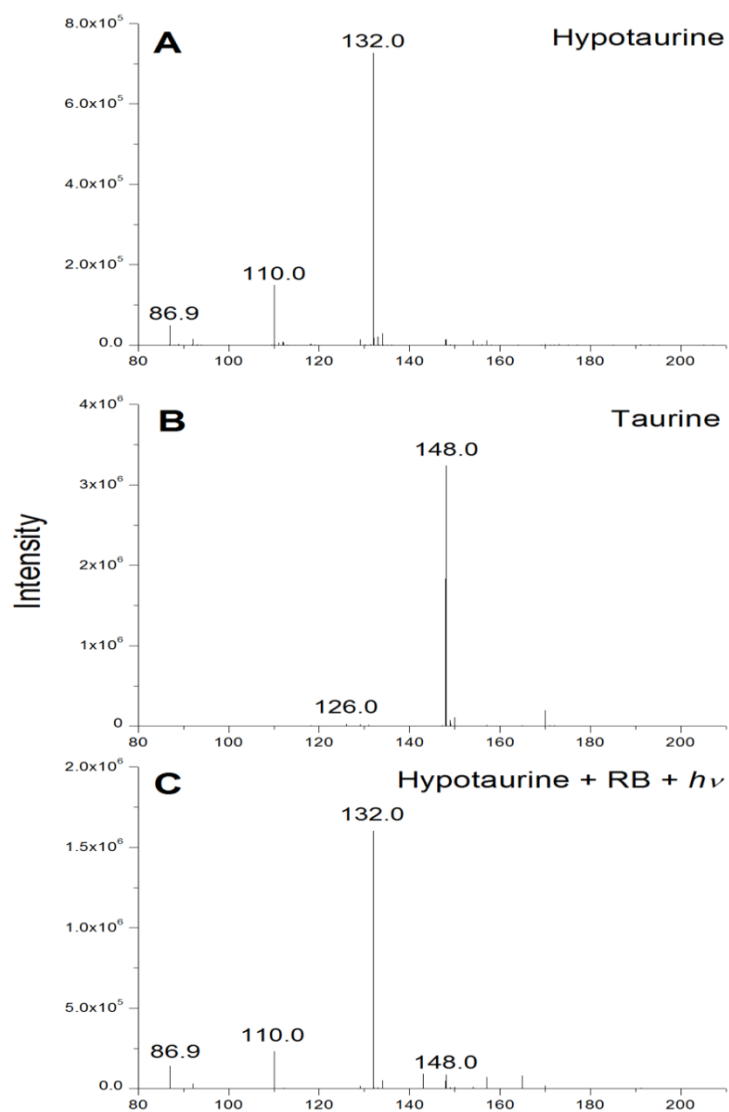 A Hypotaurine
8.0x10⁵
6.0x10⁵
4.0x10⁵
2.0x10⁵
0.0
132.0
110.0
86.9
80 100 120 140 160 180 200
B Taurine
4x10⁶
3x10⁶
2x10⁶
1x10⁶
0
148.0
126.0
80 100 120 140 160 180 200
Intensity
C Hypotaurine + RB + hν
2.0x10⁶
1.5x10⁶
1.0x10⁶
5.0x10⁵
0.0
132.0
110.0
86.9
148.0
80 100 120 140 160 180 200